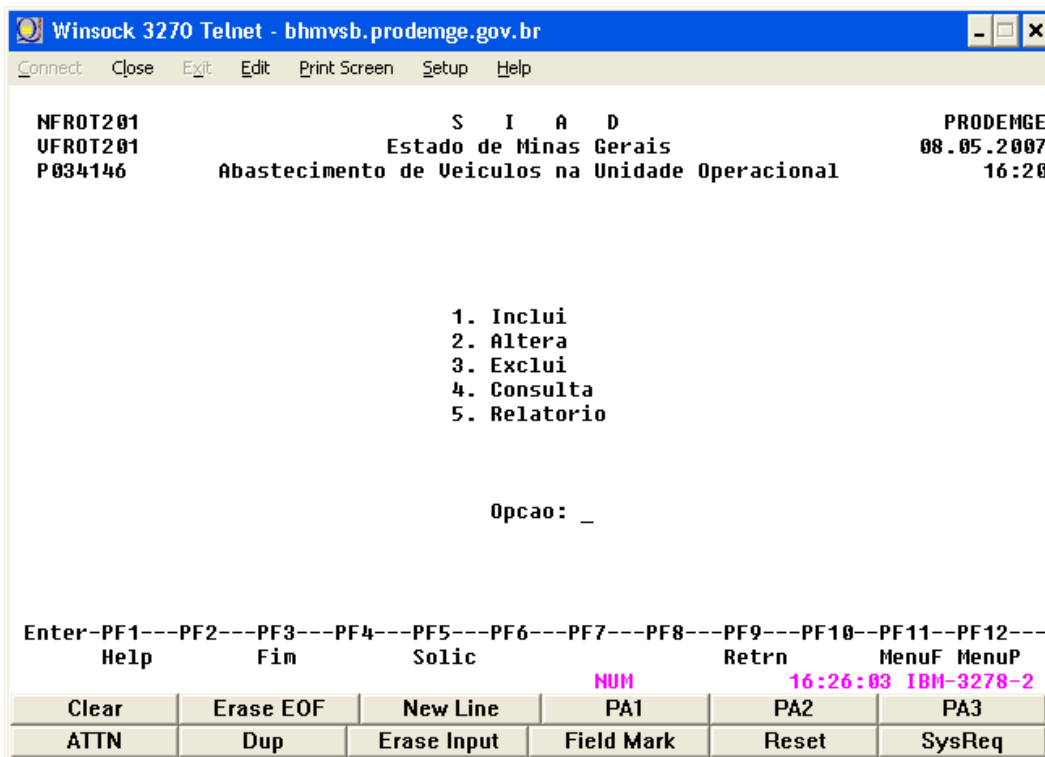 Winsock 3270 Telnet - bhmvsb.prodemge.gov.br
Connect Close Exit Edit Print Screen Setup Help
NFROT201 S I A D PRODEMGE
VFROT201 Estado de Minas Gerais 08.05.2007
P034146 Abastecimento de Veiculos na Unidade Operacional 16:20
1. Inclui
2. Altera
3. Exclui
4. Consulta
5. Relatorio
Opcao: _
Enter-PF1---PF2---PF3---PF4---PF5---PF6---PF7---PF8---PF9---PF10--PF11--PF12---
Help Fim Solic Retrn MenuF MenuP
NUM 16:26:03 IBM-3278-2
Clear Erase EOF New Line PA1 PA2 PA3
ATTN Dup Erase Input Field Mark Reset SysReq